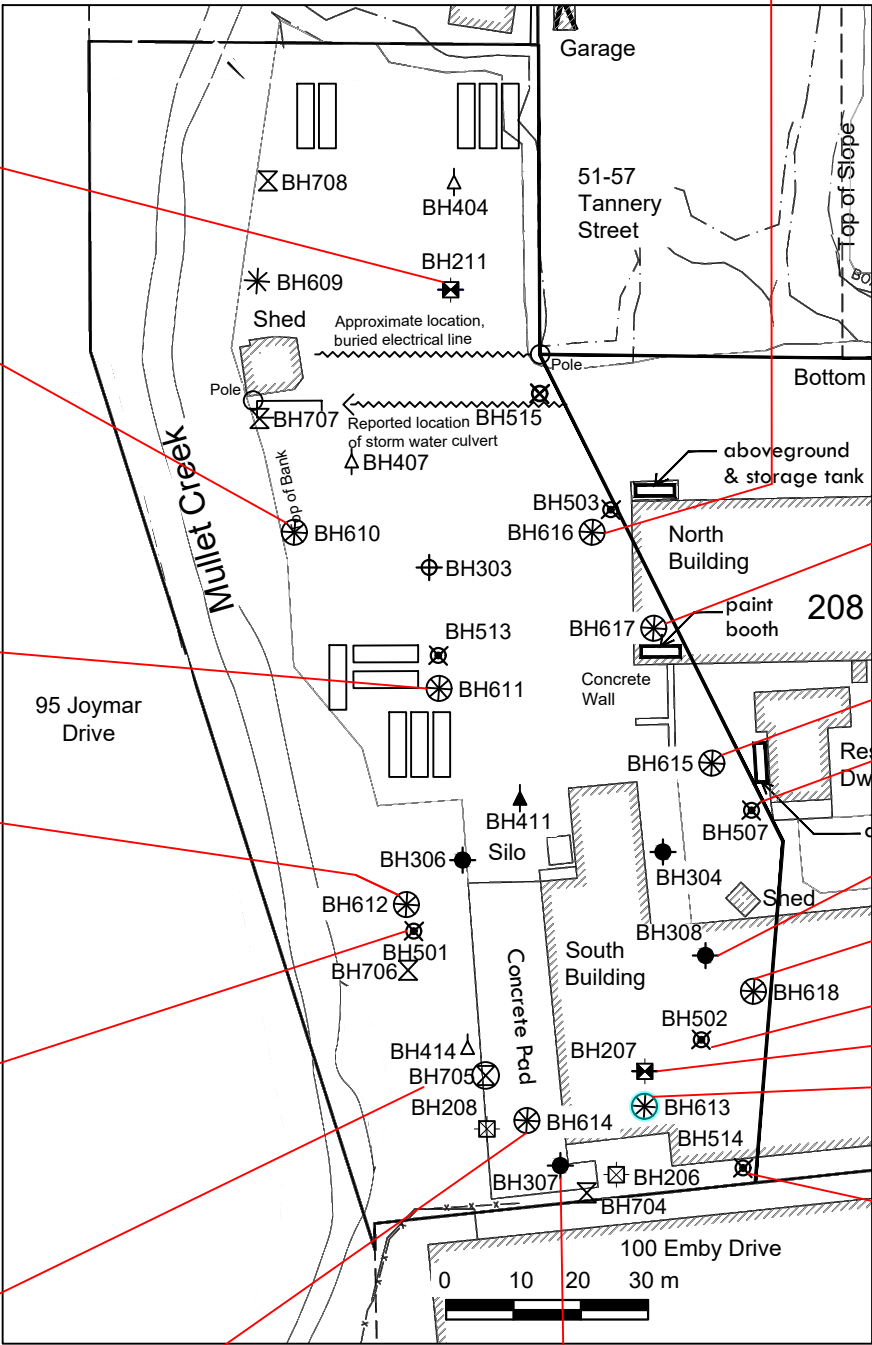 Garage
Top of Slope
51-57
Tannery
Street
BH708
BH404
BH211
BH609
Shed
Approximate location,
buried electrical line
Pole
Bottom
Pole
BH707
Reported location
of storm water culvert
BH515
BH407
aboveground
& storage tank
Mullet Creek
BH503
BH610
BH616
North
Building
BH303
paint
booth
208
BH617
BH513
Concrete
Wall
BH611
95 Joymar
Drive
BH615
BH411
BH507
Silo
BH306
BH304
Shed
BH612
BH308
BH501
South
Building
BH706
Concrete Pad
BH618
BH502
BH414
BH207
BH705
BH208
BH614
BH613
BH514
BH307
BH206
BH704
100 Emby Drive
0 10 20 30 m